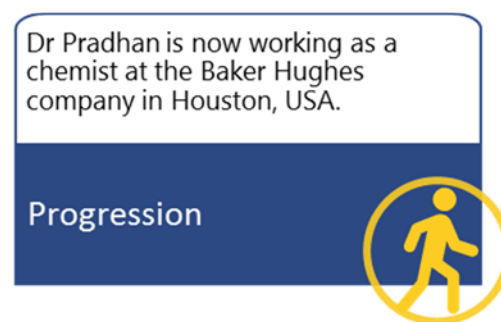 Dr Pradhan is now working as a
chemist at the Baker Hughes
company in Houston, USA.
Progression